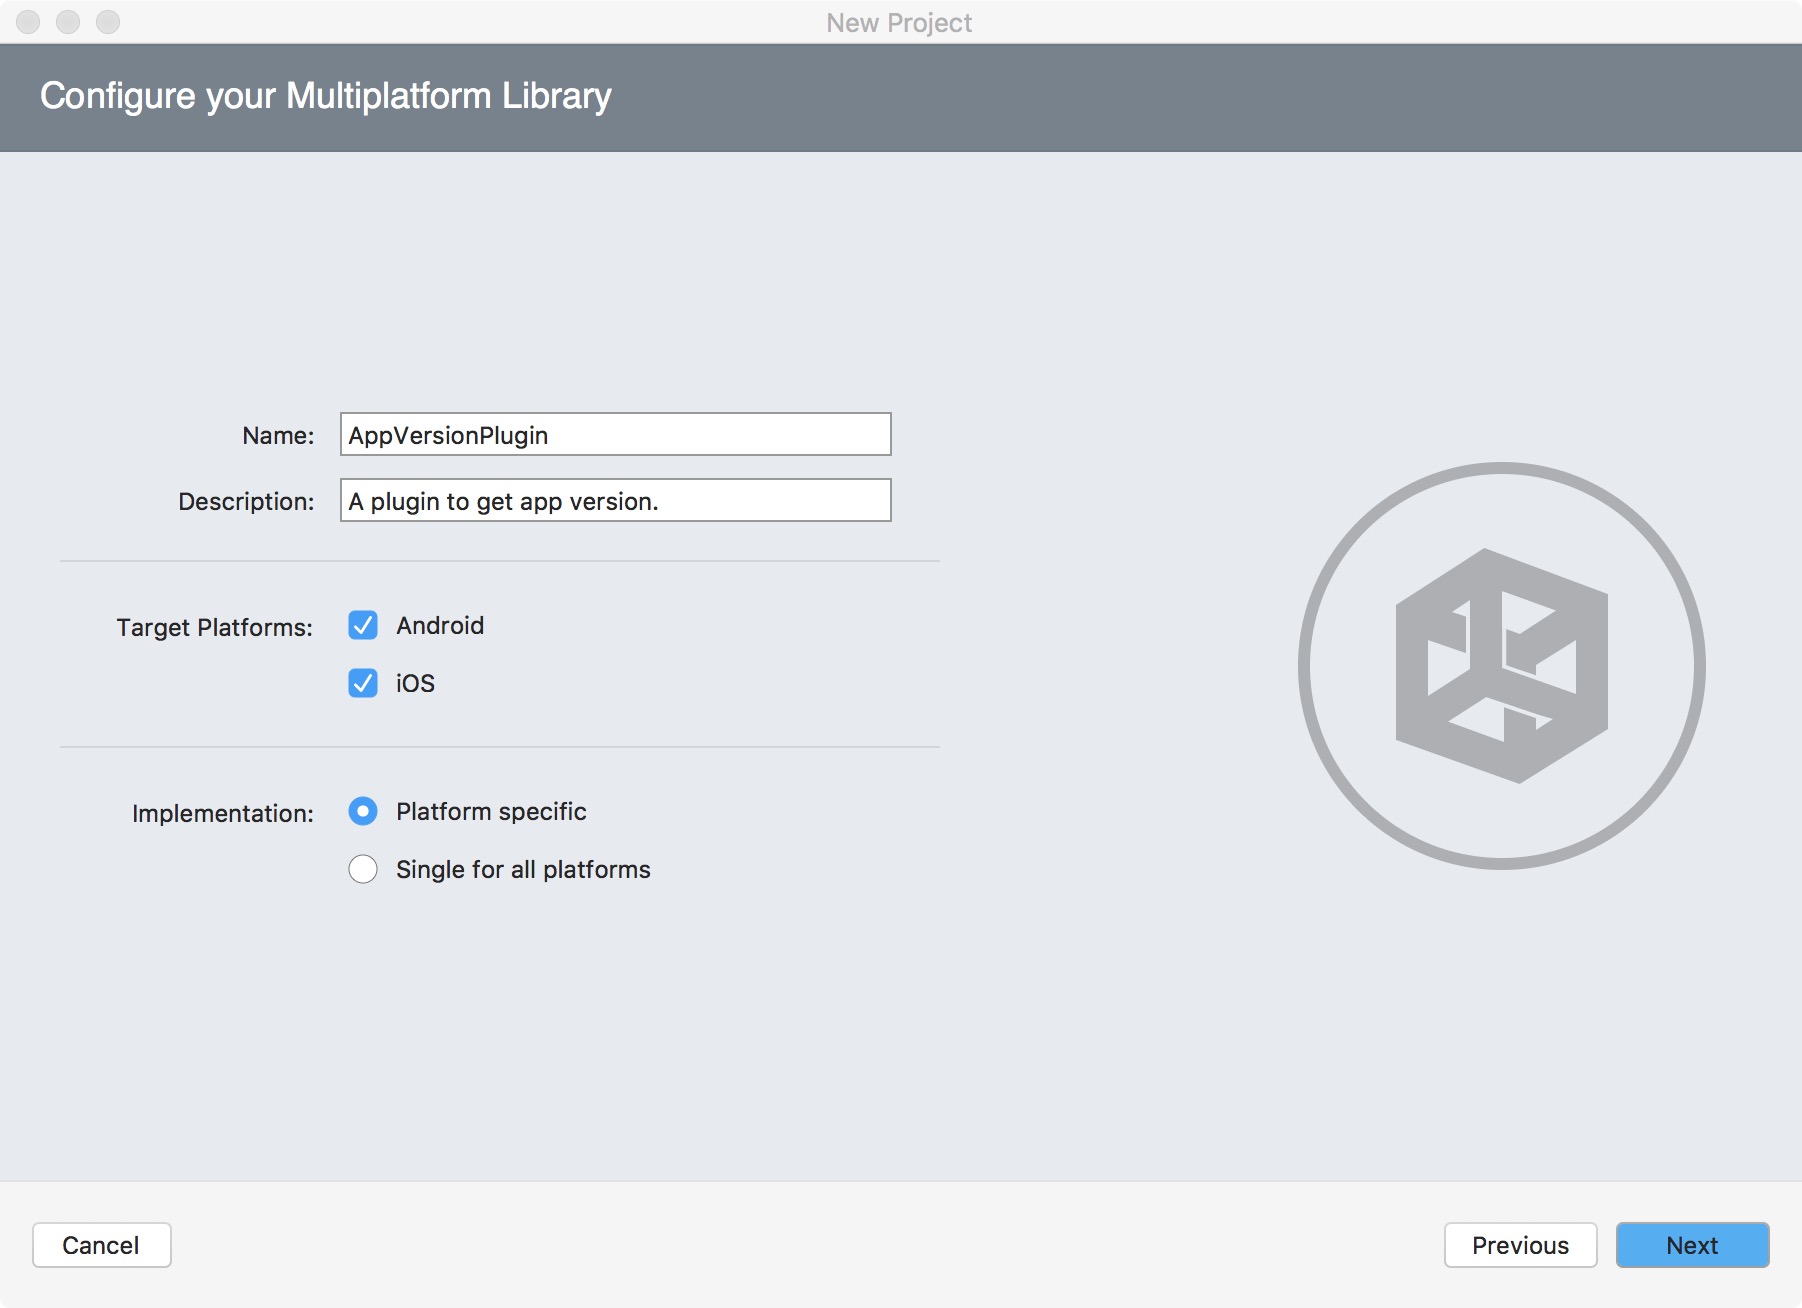 New Project
Configure your Multiplatform Library
Name: AppVersionPlugin
Description: A plugin to get app version.
Target Platforms: Android
iOS
Implementation: Platform specific
Single for all platforms
Cancel Previous Next